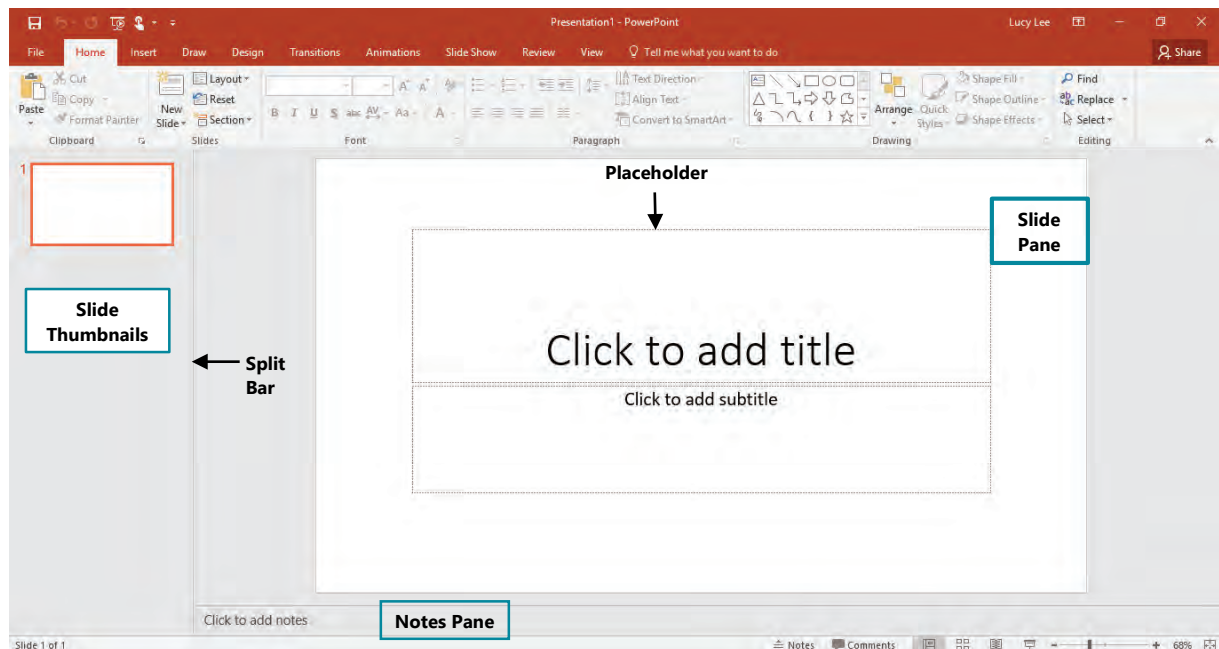 Presentation1 - PowerPoint
Lucy Lee
File Home Insert Draw Design Transitions Animations Slide Show Review View Tell me what you want to do
Share
Paste
Cut
Copy
Format Painter
Clipboard
New
Slide
Layout
Reset
Section
Slides
A A
B I U S abc AV Aa A
Font
Text Direction
Align Text
Convert to SmartArt
Paragraph
Arrange
Quick
Styles
Shape Fill
Shape Outline
Shape Effects
Drawing
Find
Replace
Select
Editing
1
Placeholder
Slide
Pane
Slide
Thumbnails
Split
Bar
Click to add title
Click to add subtitle
Click to add notes
Notes Pane
Slide 1 of 1
Notes
Comments
68%